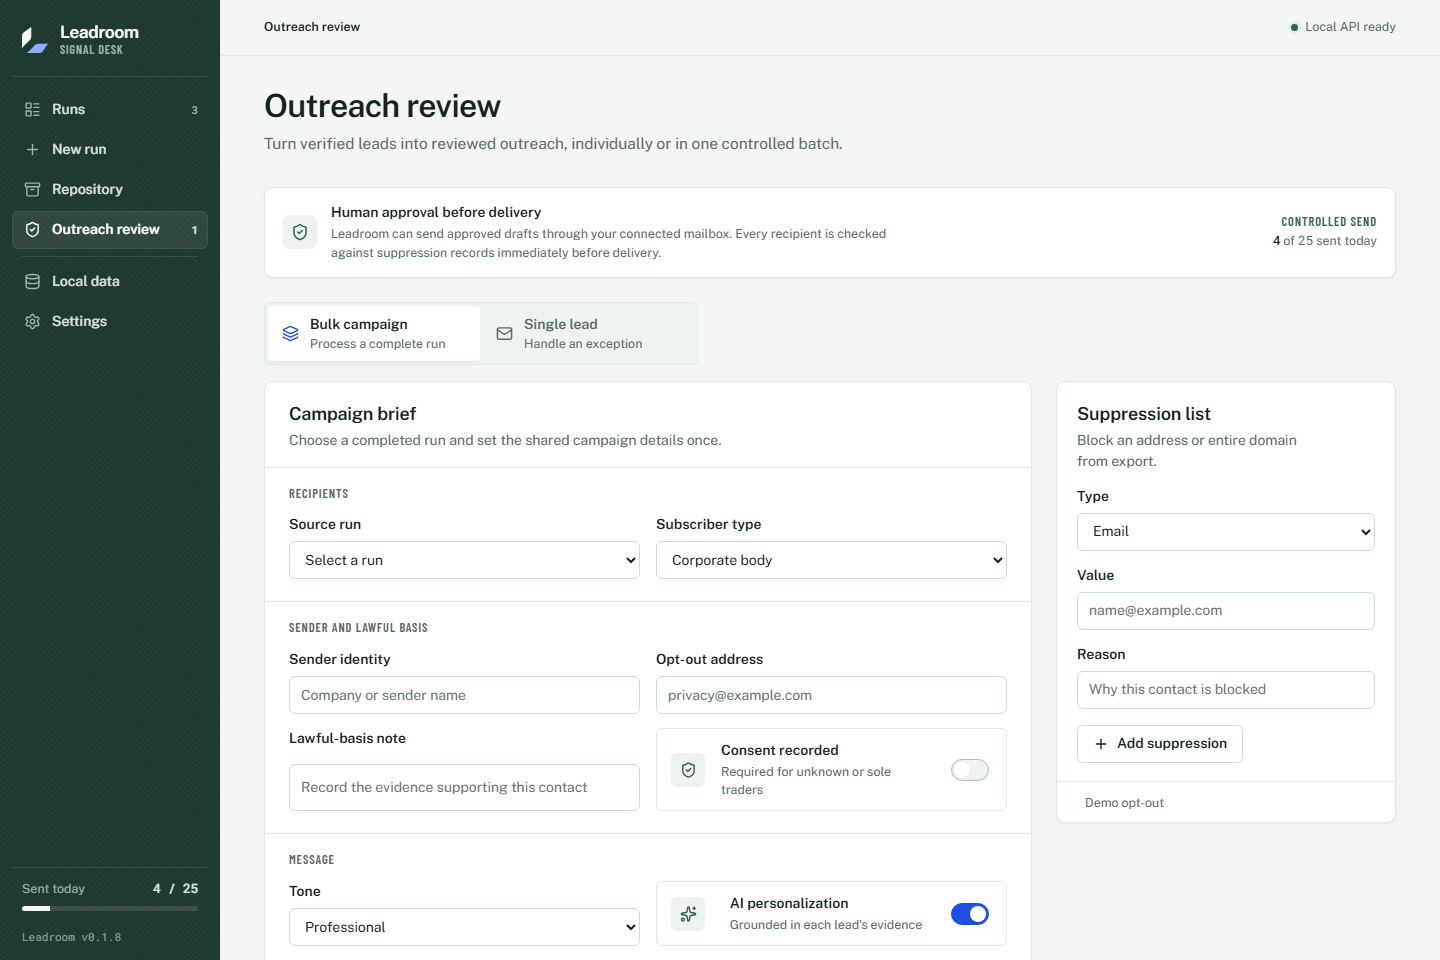 Leadroom
SIGNAL DESK
Runs
3
New run
Repository
Outreach review
1
Local data
Settings
Sent today
4 / 25
Leadroom v0.1.8
Outreach review
Local API ready
Outreach review
Turn verified leads into reviewed outreach, individually or in one controlled batch.
Human approval before delivery
Leadroom can send approved drafts through your connected mailbox. Every recipient is checked
against suppression records immediately before delivery.
CONTROLLED SEND
4 of 25 sent today
Bulk campaign
Process a complete run
Single lead
Handle an exception
Campaign brief
Choose a completed run and set the shared campaign details once.
RECIPIENTS
Source run
Select a run
Subscriber type
Corporate body
SENDER AND LAWFUL BASIS
Sender identity
Company or sender name
Opt-out address
privacy@example.com
Lawful-basis note
Record the evidence supporting this contact
Consent recorded
Required for unknown or sole
traders
MESSAGE
Tone
Professional
AI personalization
Grounded in each lead's evidence
Suppression list
Block an address or entire domain
from export.
Type
Email
Value
name@example.com
Reason
Why this contact is blocked
Add suppression
Demo opt-out